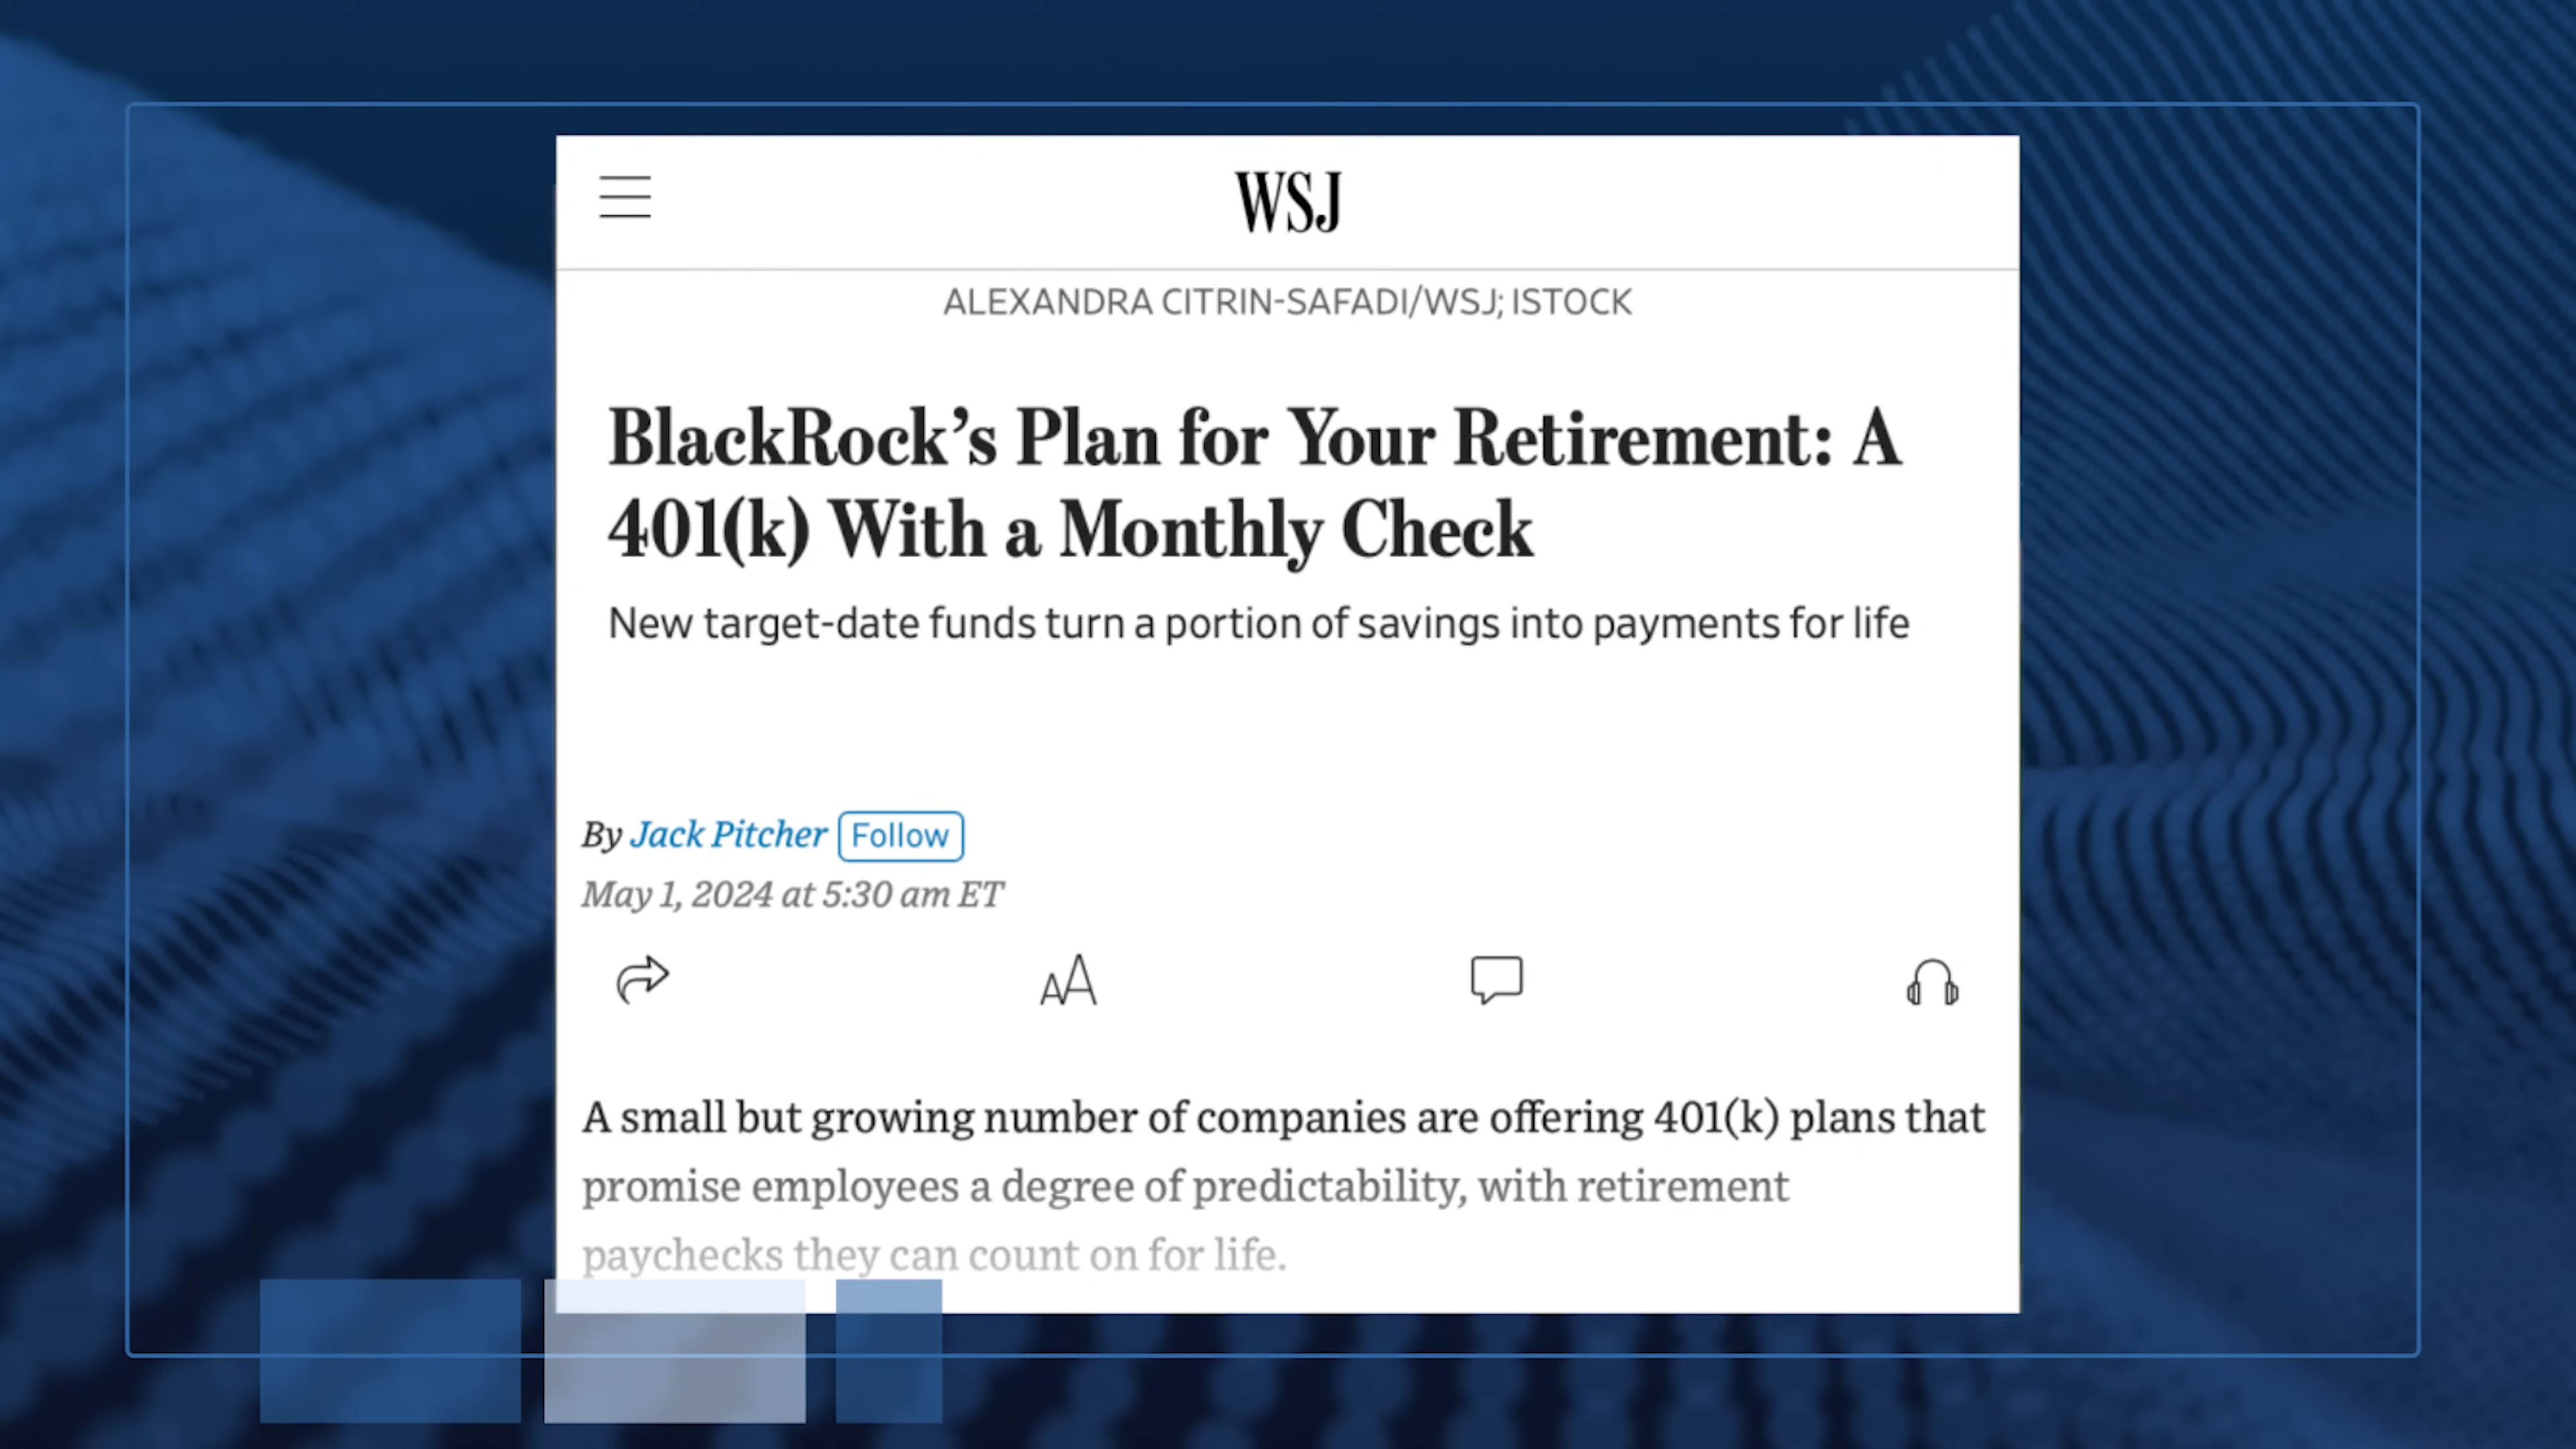 WSJ
ALEXANDRA CITRIN-SAFADI/WSJ; ISTOCK
BlackRock’s Plan for Your Retirement: A
401(k) With a Monthly Check
New target-date funds turn a portion of savings into payments for life
By Jack Pitcher Follow
May 1, 2024 at 5:30 am ET
AA
A small but growing number of companies are offering 401(k) plans that
promise employees a degree of predictability, with retirement
paychecks they can count on for life.